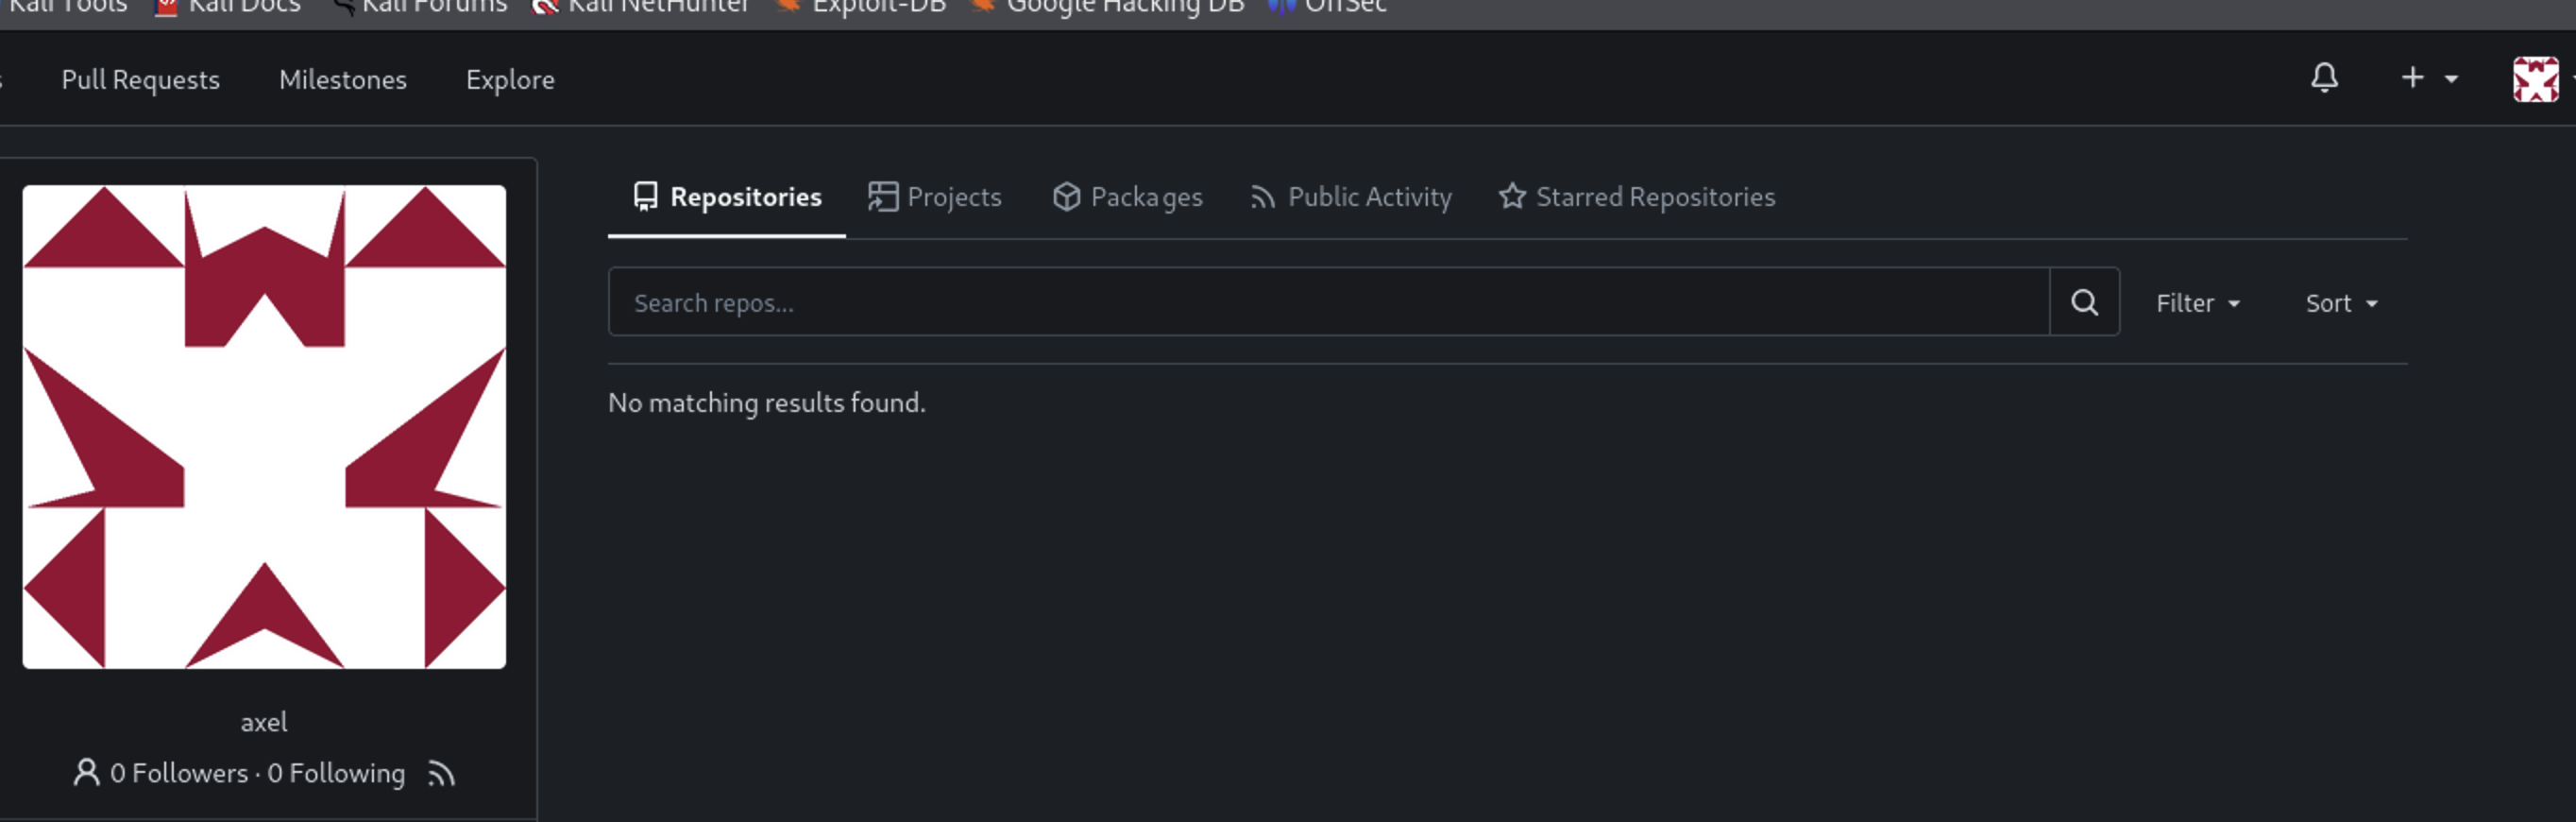 Kali Tools Kali Docs Kali Forums Kali NetHunter Exploit-DB Google Hacking DB OffSec
Pull Requests Milestones Explore
Repositories Projects Packages Public Activity Starred Repositories
Search repos... Filter Sort
No matching results found.
axel
0 Followers · 0 Following